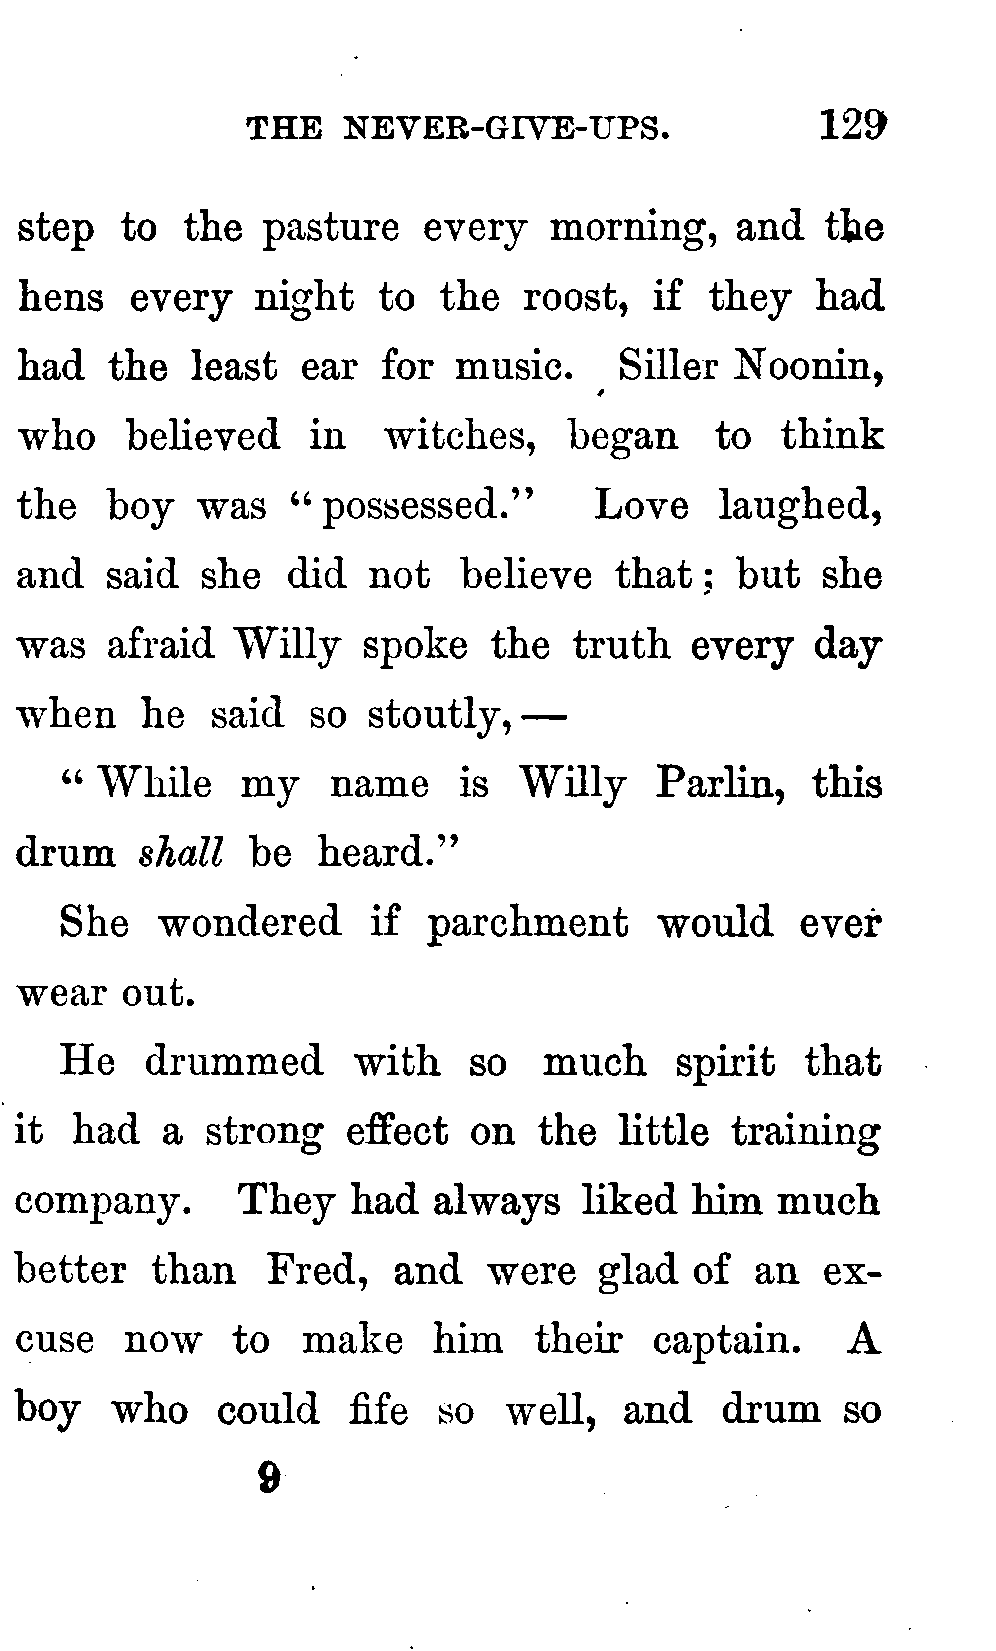 THE NEVER-GIVE-UPS. 129
step to the pasture every morning, and the
hens every night to the roost, if they had
had the least ear for music. Siller Noonin,
who believed in witches, began to think
the boy was “possessed.” Love laughed,
and said she did not believe that; but she
was afraid Willy spoke the truth every day
when he said so stoutly,—
“While my name is Willy Parlin, this
drum shall be heard.”
She wondered if parchment would ever
wear out.
He drummed with so much spirit that
it had a strong effect on the little training
company. They had always liked him much
better than Fred, and were glad of an ex-
cuse now to make him their captain. A
boy who could fife so well, and drum so
9